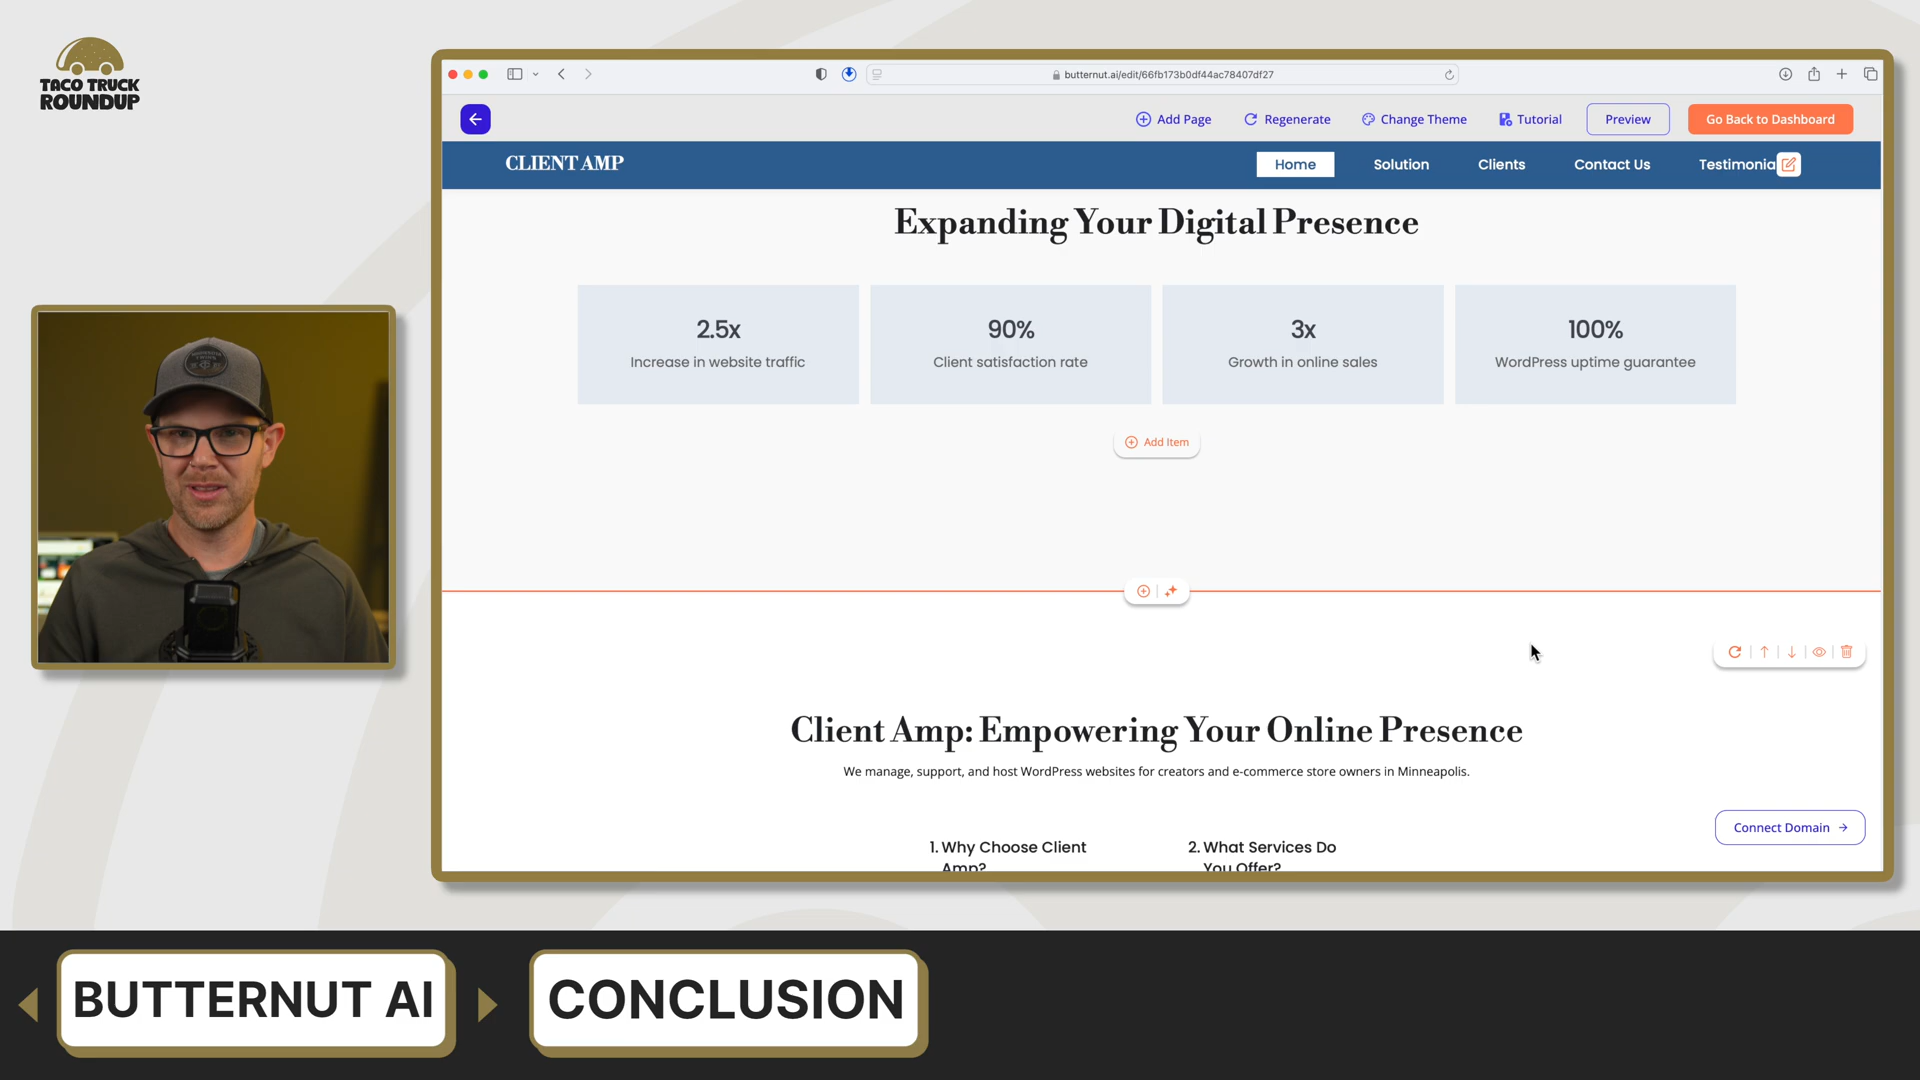 TACO TRUCK
ROUNDUP
butternut.ai/edit/66fb173b0df44ac78407df27
Add Page
Regenerate
Change Theme
Tutorial
Preview
Go Back to Dashboard
CLIENT AMP
Home
Solution
Clients
Contact Us
Testimonia
Expanding Your Digital Presence
2.5x
Increase in website traffic
90%
Client satisfaction rate
3x
Growth in online sales
100%
WordPress uptime guarantee
Add Item
Client Amp: Empowering Your Online Presence
We manage, support, and host WordPress websites for creators and e-commerce store owners in Minneapolis.
1. Why Choose Client
Amp?
2. What Services Do
You Offer?
Connect Domain
BUTTERNUT AI
CONCLUSION